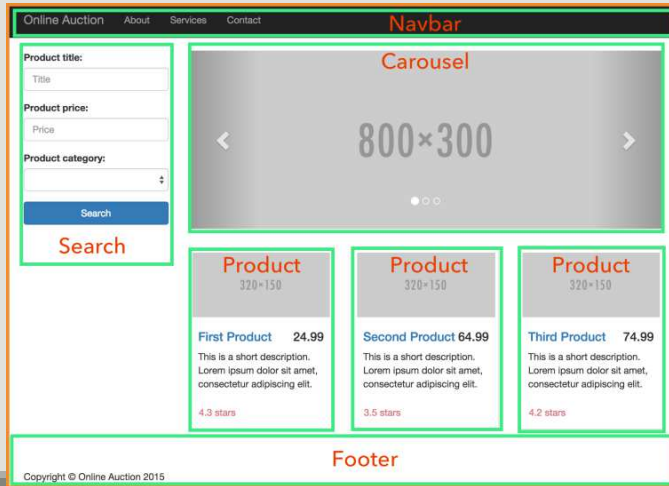 Online Auction About Services Contact Navbar
Product title:
Title
Product price:
Price
Product category:
Search
Search
Carousel
800×300
Product
320×150
First Product 24.99
This is a short description.
Lorem ipsum dolor sit amet,
consectetur adipiscing elit.
4.3 stars
Product
320×150
Second Product 64.99
This is a short description.
Lorem ipsum dolor sit amet,
consectetur adipiscing elit.
3.5 stars
Product
320×150
Third Product 74.99
This is a short description.
Lorem ipsum dolor sit amet,
consectetur adipiscing elit.
4.2 stars
Footer
Copyright © Online Auction 2015